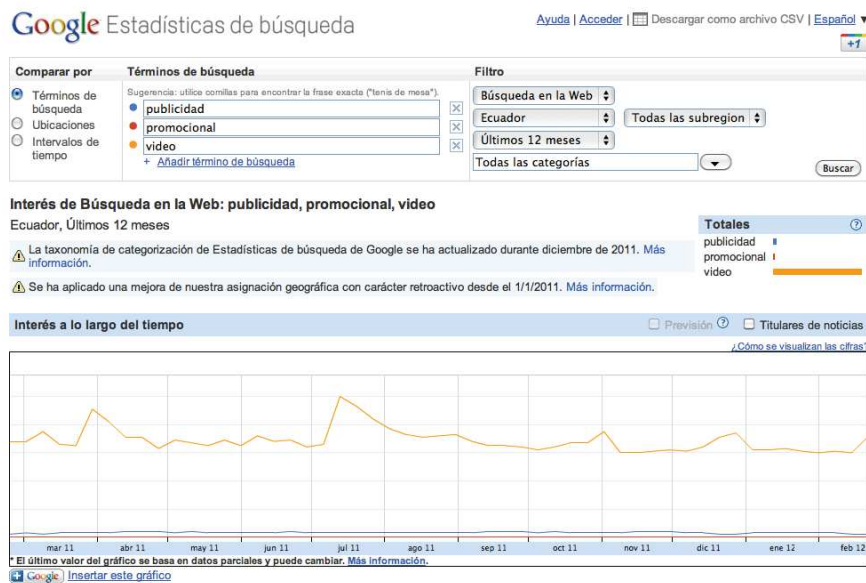 Google Estadísticas de búsqueda
Ayuda | Acceder | Descargar como archivo CSV | Español
+1
Comparar por
Términos de búsqueda
Ubicaciones
Intervalos de tiempo
Términos de búsqueda
Sugerencia: utilice comillas para encontrar la frase exacta ("tenis de mesa").
publicidad
promocional
video
+ Añadir término de búsqueda
Filtro
Búsqueda en la Web
Ecuador
Todas las subregion
Últimos 12 meses
Todas las categorías
Buscar
Interés de Búsqueda en la Web: publicidad, promocional, video
Ecuador, Últimos 12 meses
La taxonomía de categorización de Estadísticas de búsqueda de Google se ha actualizado durante diciembre de 2011. Más
información.
Se ha aplicado una mejora de nuestra asignación geográfica con carácter retroactivo desde el 1/1/2011. Más información.
Totales
?
publicidad
promocional
video
Interés a lo largo del tiempo
Previsión ?
Titulares de noticias
¿Cómo se visualizan las cifras?
mar 11 abr 11 may 11 jun 11 jul 11 ago 11 sep 11 oct 11 nov 11 dic 11 ene 12 feb 12
* El último valor del gráfico se basa en datos parciales y puede cambiar. Más información.
+ Google Insertar este gráfico